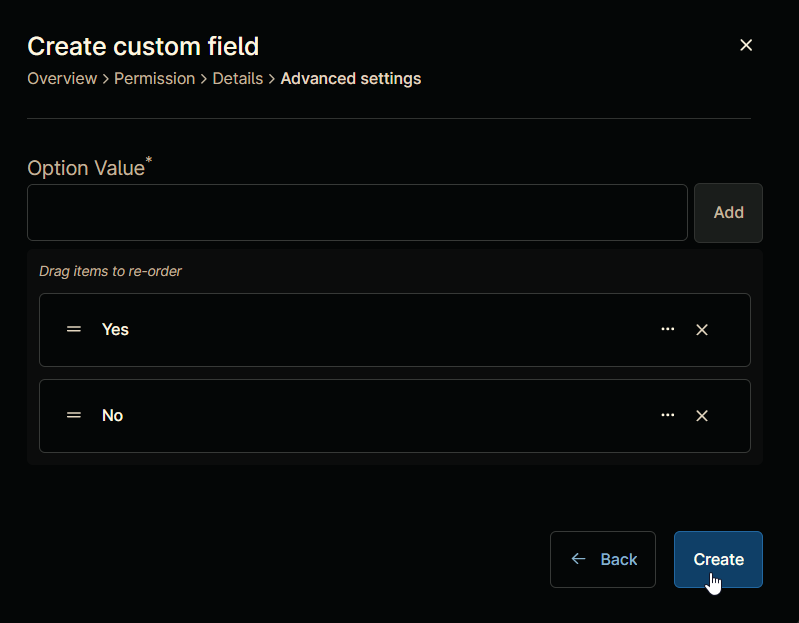 Create custom field
Overview > Permission > Details > Advanced settings
Option Value*
Add
Drag items to re-order
Yes
No
Back
Create